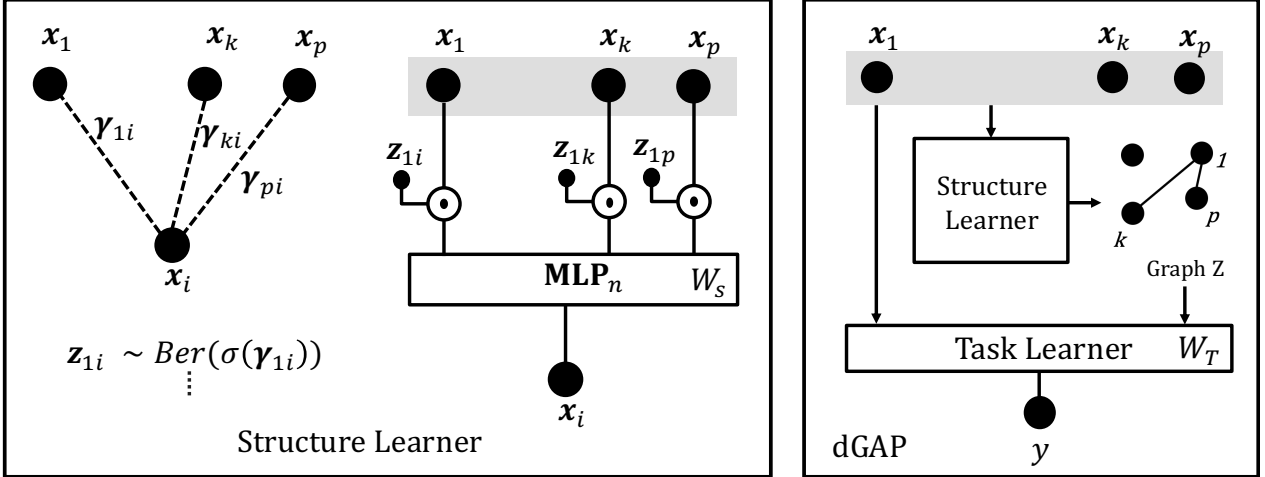 x₁ xₖ xₚ
γ₁ᵢ γₖᵢ γₚᵢ
xᵢ
z₁ᵢ ~ Ber(σ(γ₁ᵢ))
x₁ xₖ xₚ
z₁ᵢ z₁ₖ z₁ₚ
MLPₙ Wₛ
xᵢ
Structure Learner
x₁ xₖ xₚ
Structure
Learner
1
k p
Graph Z
Task Learner W_T
y
dGAP